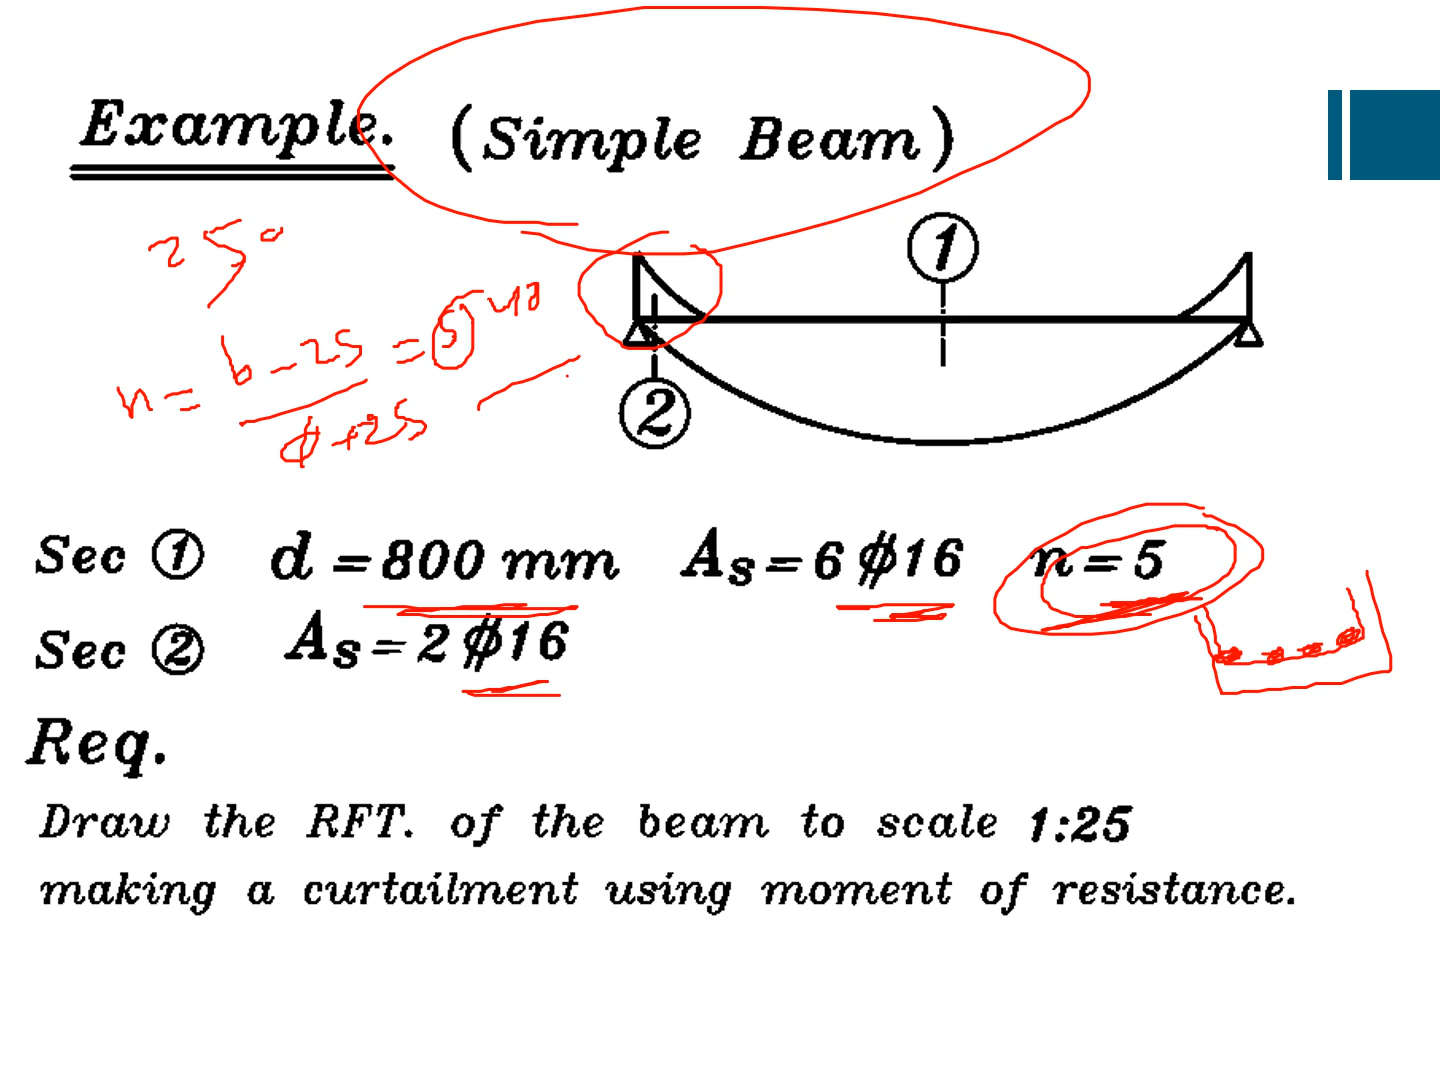 Example. (Simple Beam)
250
n = b - 25 / φ + 25 = 5
1
2
Sec ① d = 800 mm As = 6 φ 16 n = 5
Sec ② As = 2 φ 16
Req.
Draw the RFT. of the beam to scale 1:25
making a curtailment using moment of resistance.